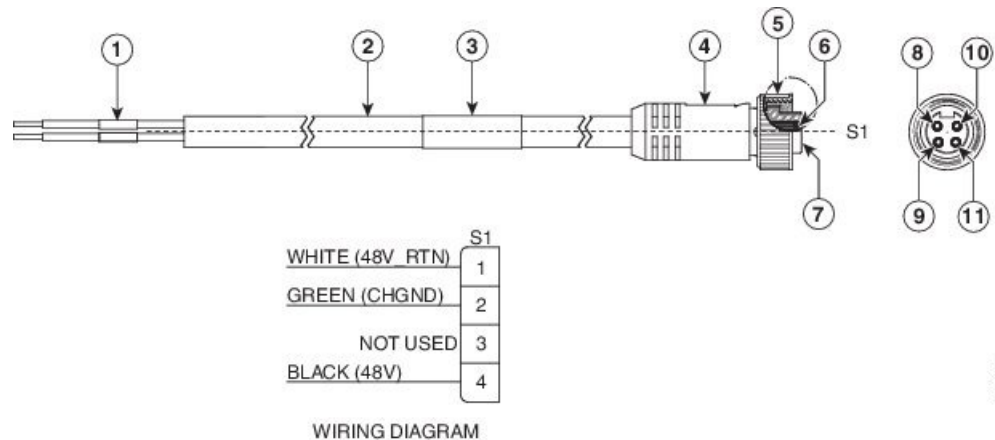 1
2
3
4
5
6
8
10
S1
7
9
11
S1
WHITE (48V_RTN) 1
GREEN (CHGND) 2
NOT USED 3
BLACK (48V) 4
WIRING DIAGRAM